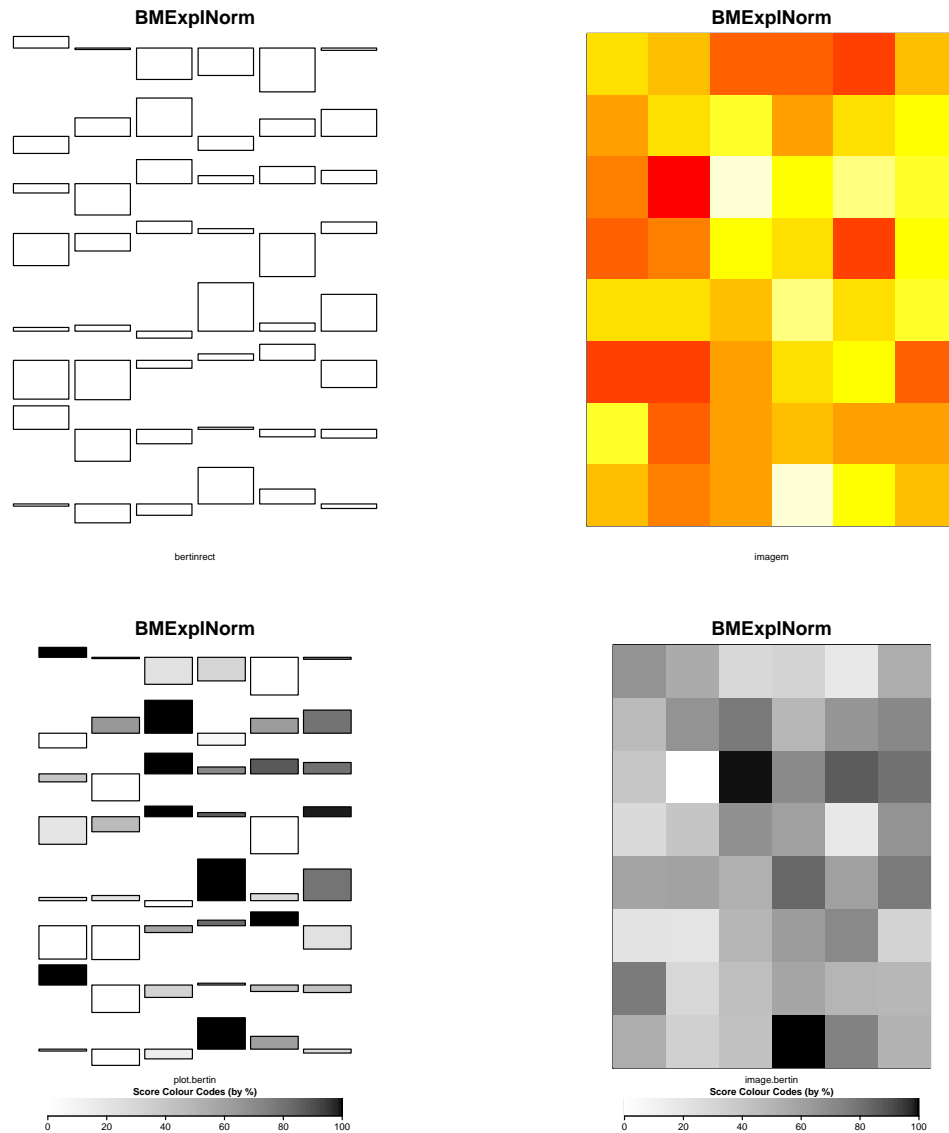 BMExplNorm
BMExplNorm
bertinrect
imagem
BMExplNorm
BMExplNorm
plot.bertin
Score Colour Codes (by %)
0 20 40 60 80 100
image.bertin
Score Colour Codes (by %)
0 20 40 60 80 100